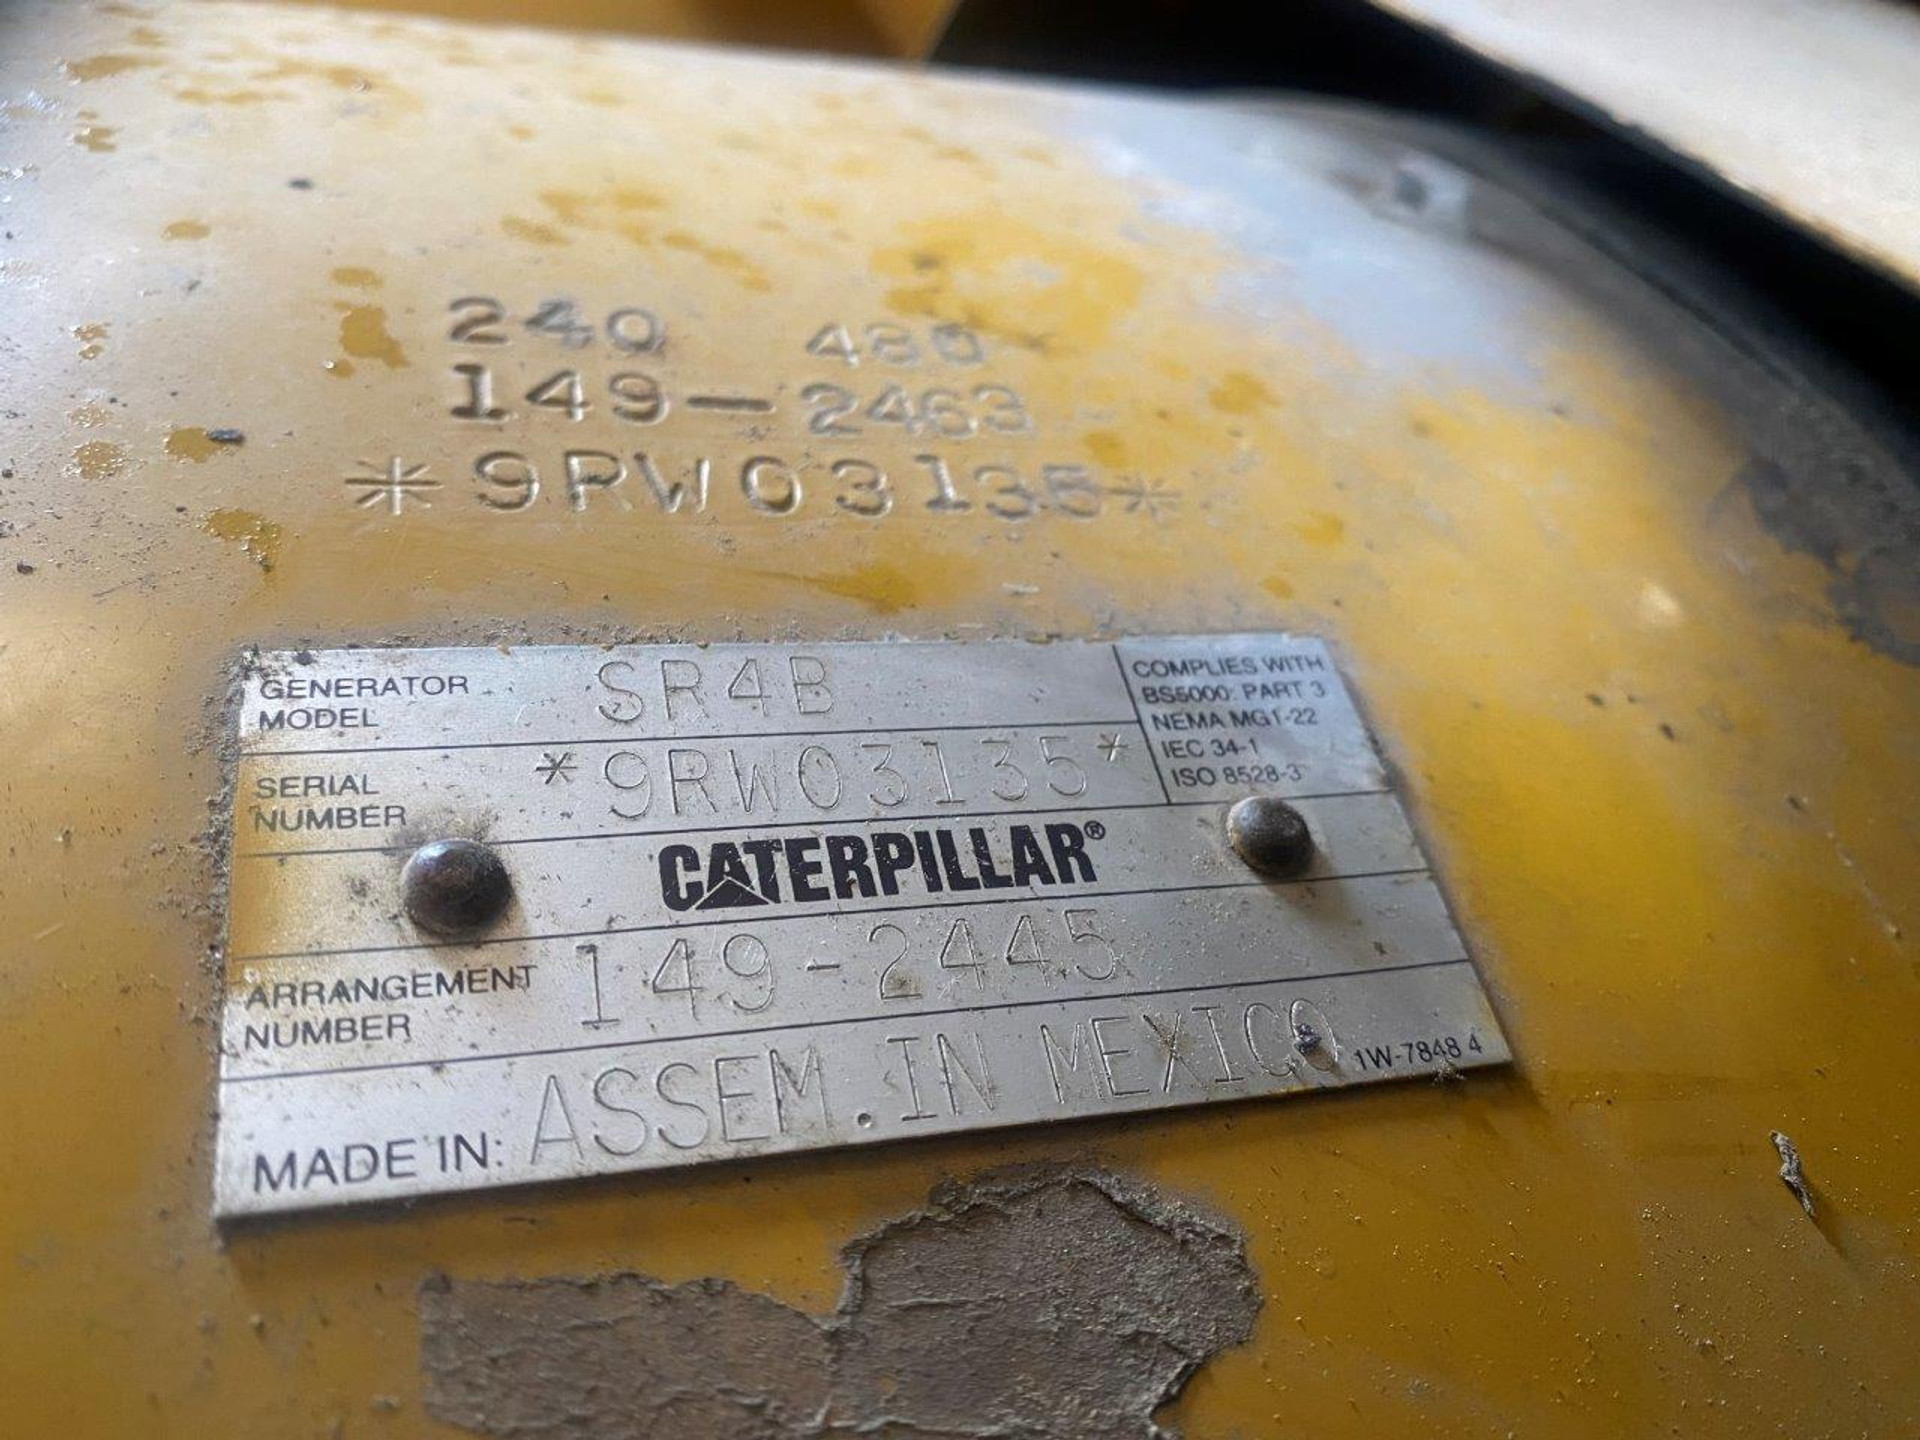 240 480
149-2463
*9RW03135*
GENERATOR MODEL SR4B
SERIAL NUMBER *9RW03135*
COMPLIES WITH
BS5000: PART 3
NEMA MG1-22
IEC 34-1
ISO 8528-3
CATERPILLAR®
ARRANGEMENT NUMBER 149-2445
MADE IN: ASSEM.IN MEXICO
1W-7848 4